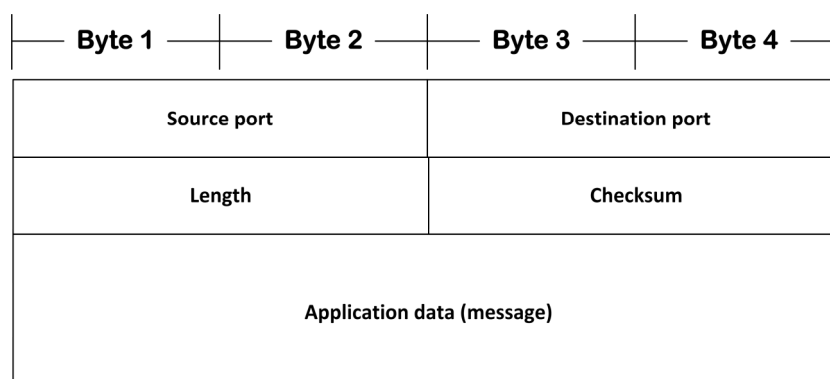 Byte 1 Byte 2 Byte 3 Byte 4
Source port Destination port
Length Checksum
Application data (message)